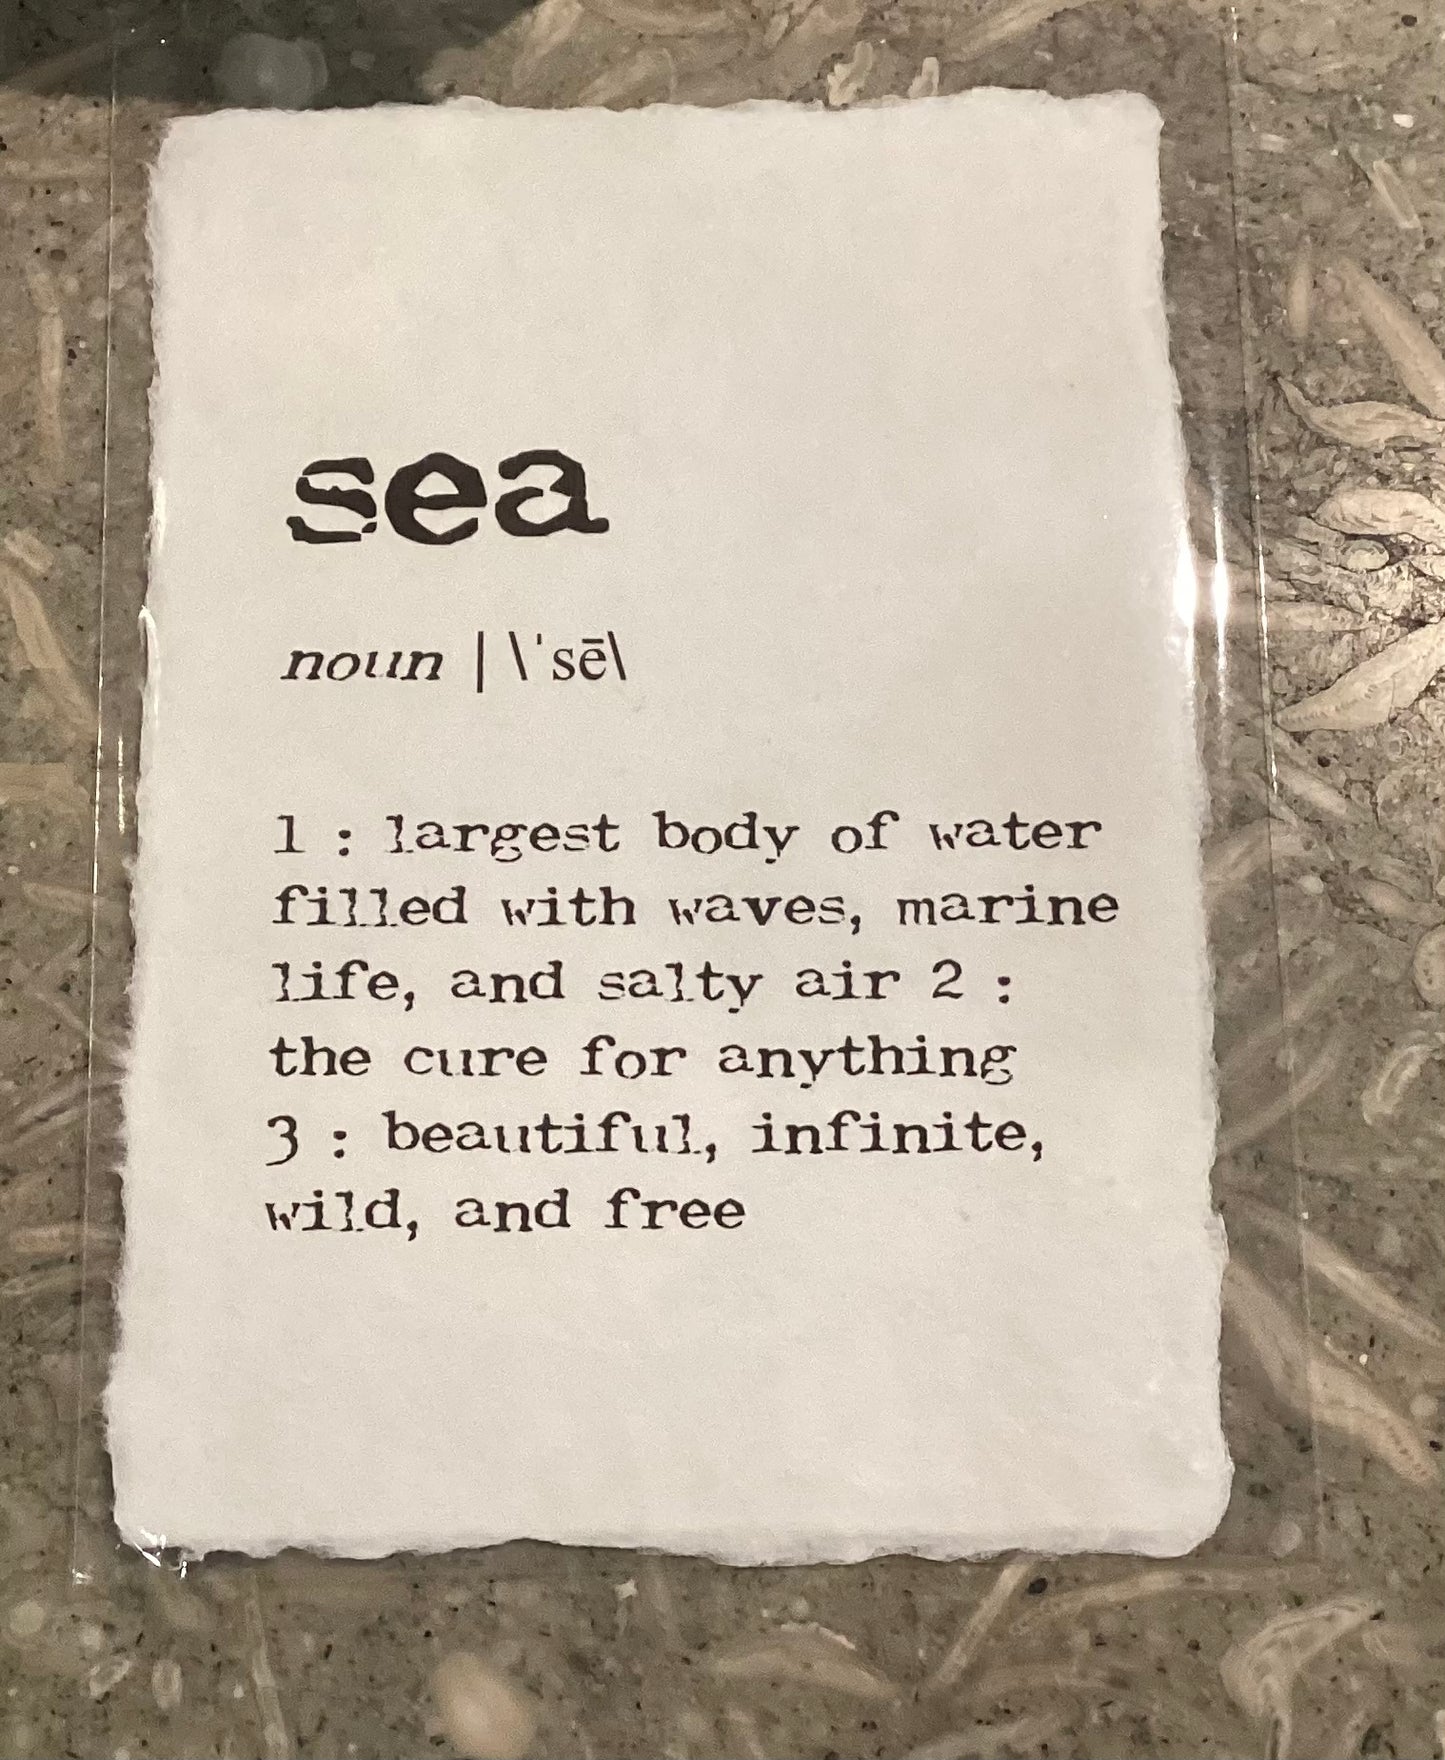 sea
noun | \ˈsē\
1 : largest body of water
filled with waves, marine
life, and salty air 2 :
the cure for anything
3 : beautiful, infinite,
wild, and free